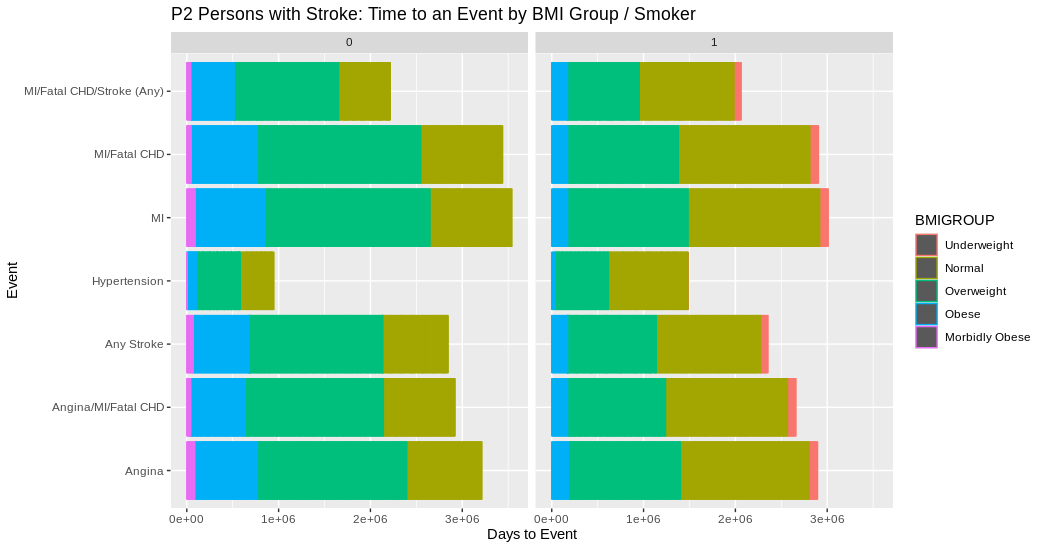 P2 Persons with Stroke: Time to an Event by BMI Group / Smoker
0
1
MI/Fatal CHD/Stroke (Any)
MI/Fatal CHD
MI
Hypertension
Any Stroke
Angina/MI/Fatal CHD
Angina
Event
0e+00 1e+06 2e+06 3e+06
0e+00 1e+06 2e+06 3e+06
Days to Event
BMIGROUP
Underweight
Normal
Overweight
Obese
Morbidly Obese